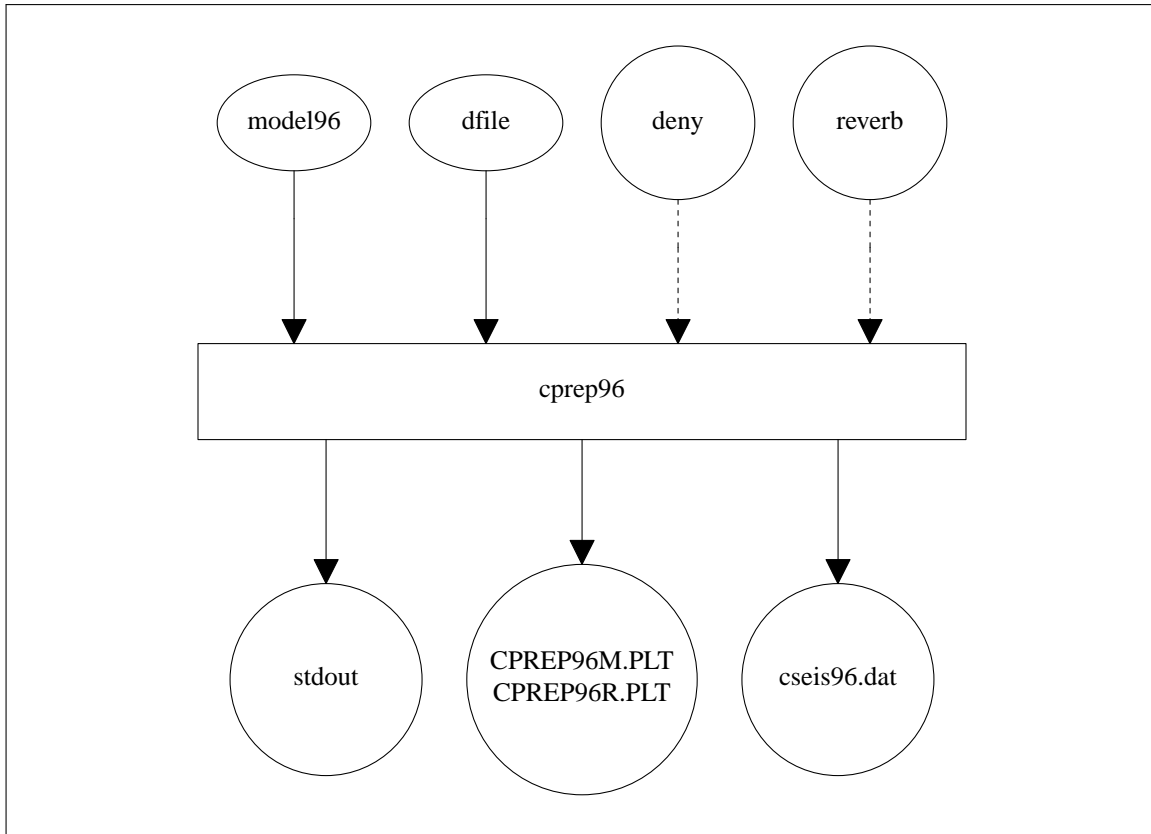 model96
dfile
deny
reverb
cprep96
stdout
CPREP96M.PLT
CPREP96R.PLT
cseis96.dat